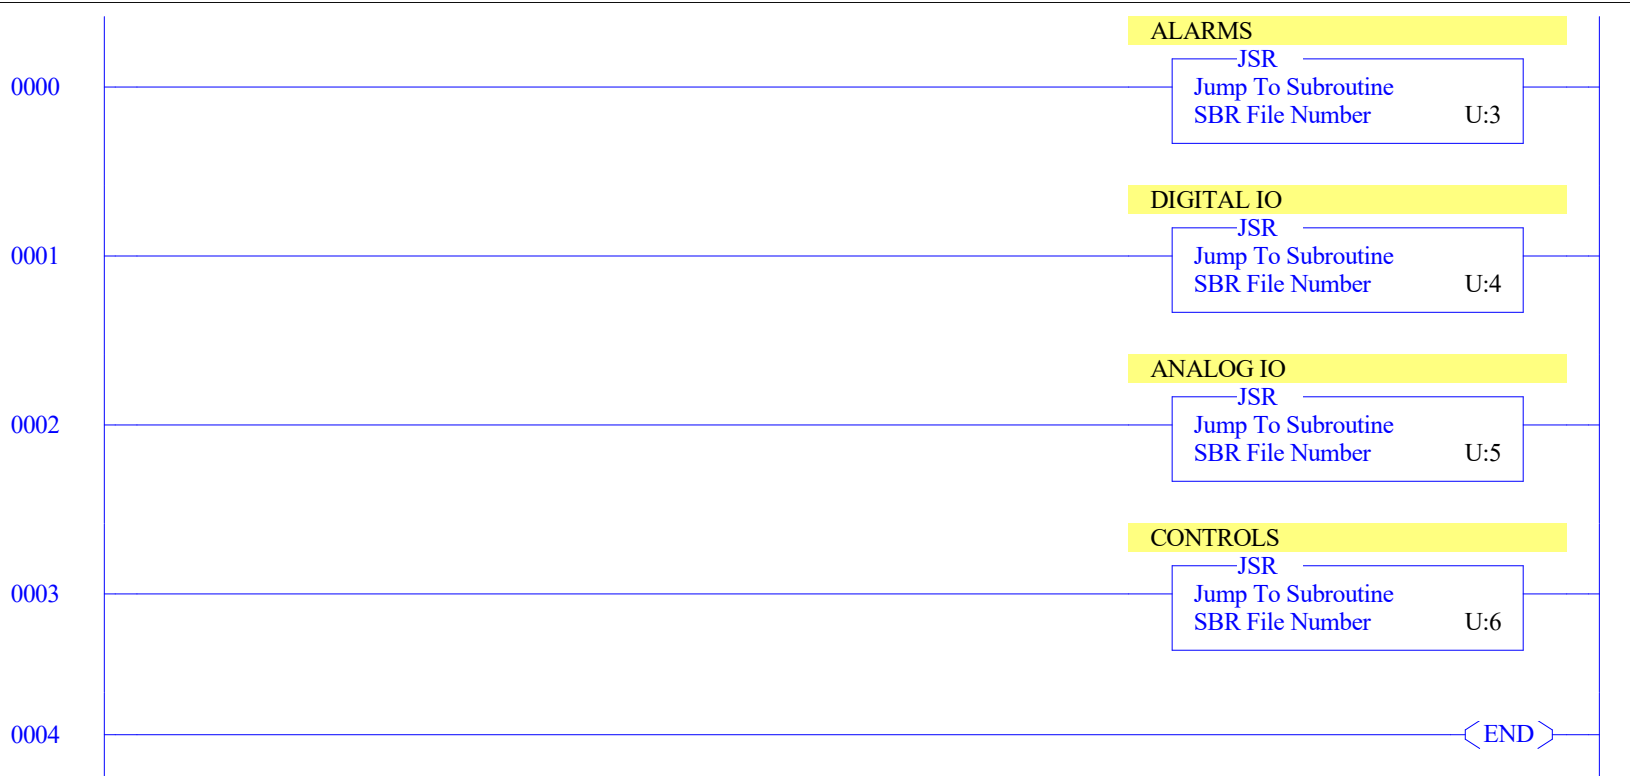 ALARMS
JSR
0000 Jump To Subroutine
SBR File Number U:3
DIGITAL IO
JSR
0001 Jump To Subroutine
SBR File Number U:4
ANALOG IO
JSR
0002 Jump To Subroutine
SBR File Number U:5
CONTROLS
JSR
0003 Jump To Subroutine
SBR File Number U:6
0004 END